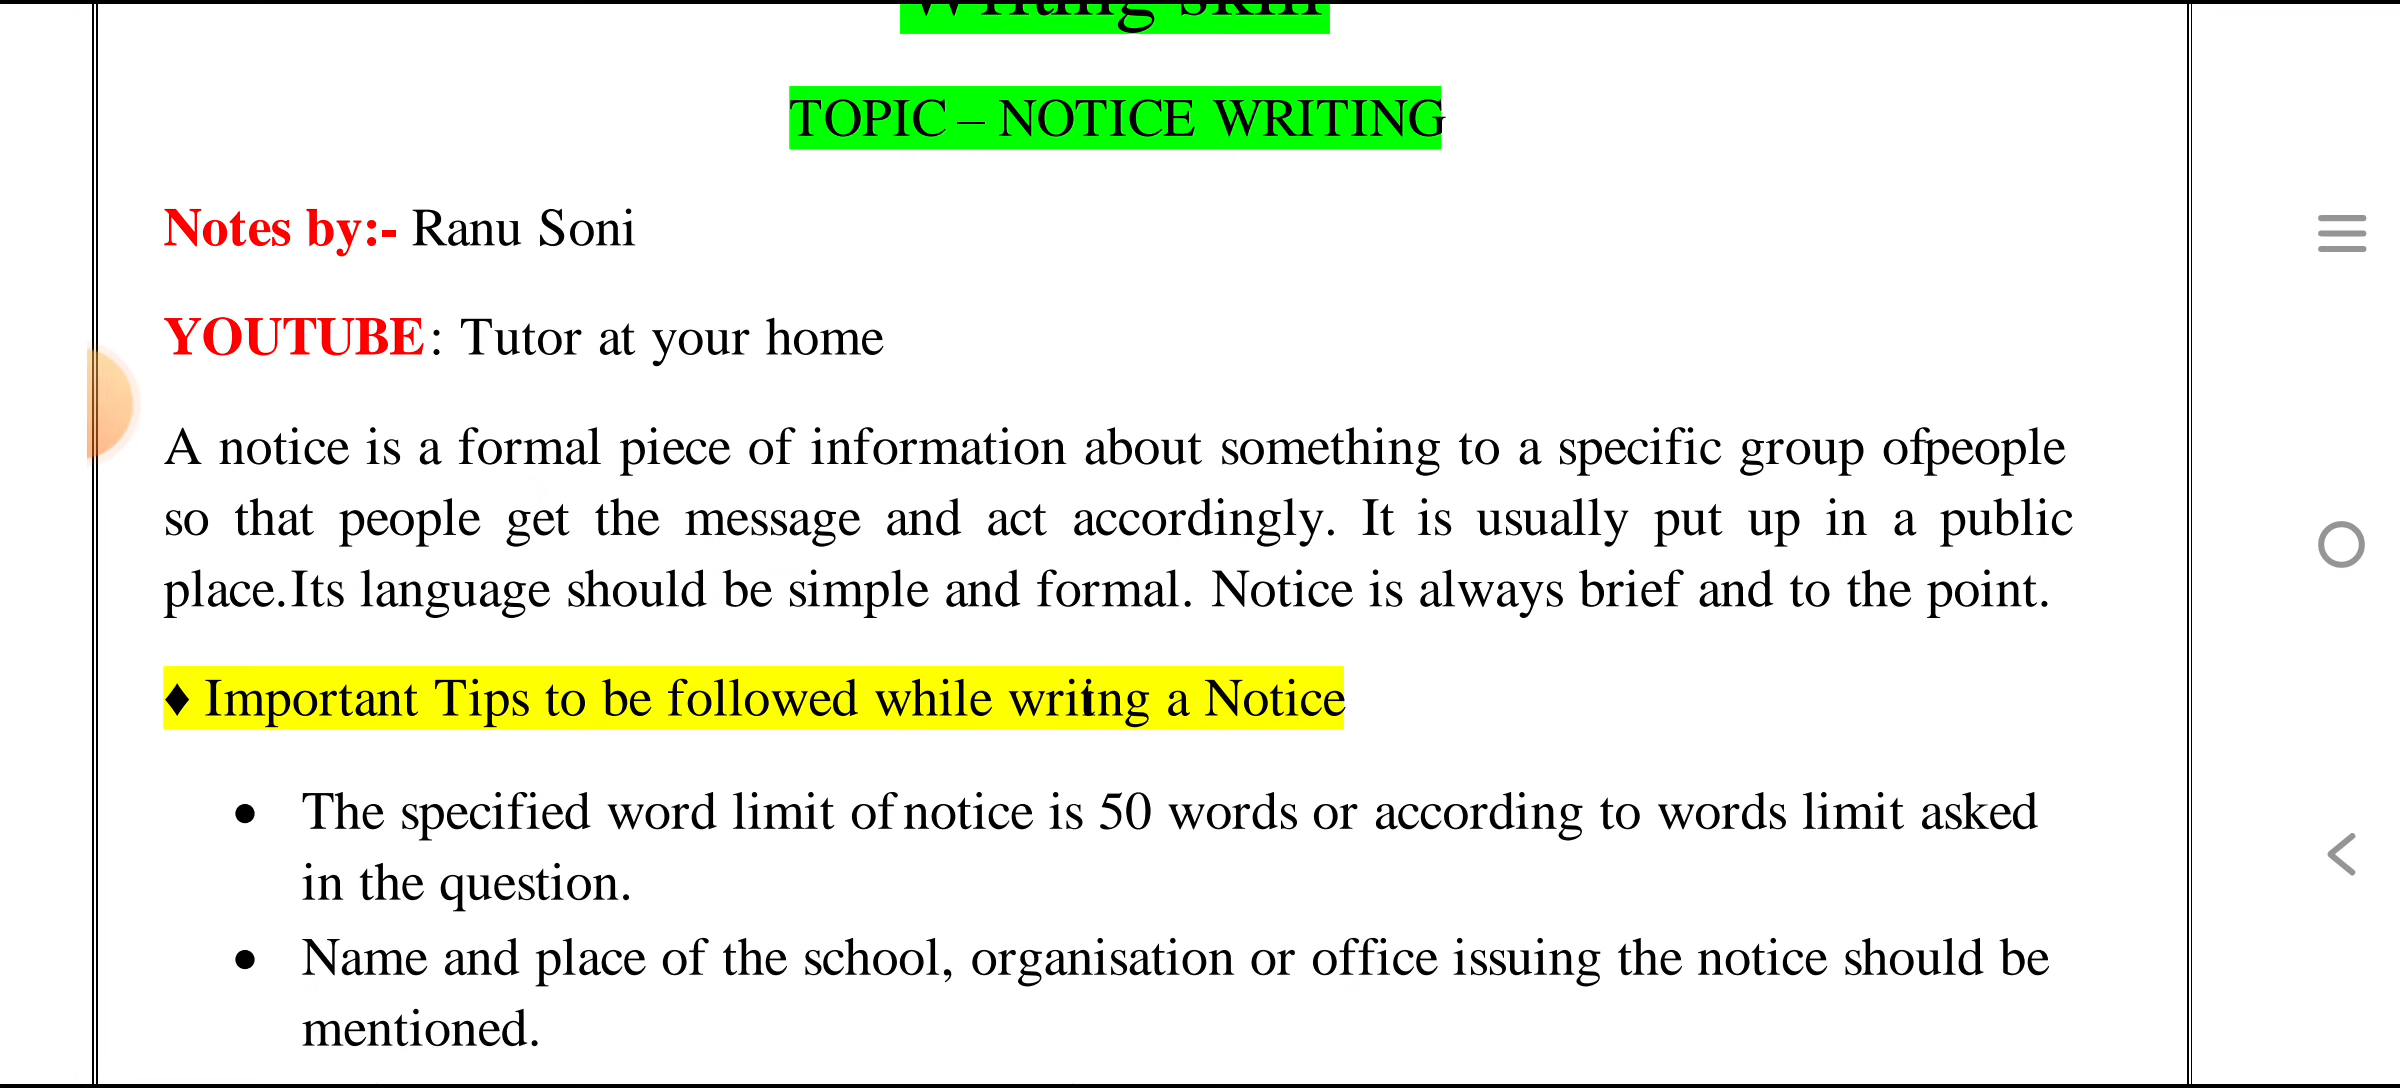 Writing skill
TOPIC – NOTICE WRITING
Notes by:- Ranu Soni
YOUTUBE: Tutor at your home
A notice is a formal piece of information about something to a specific group ofpeople
so that people get the message and act accordingly. It is usually put up in a public
place.Its language should be simple and formal. Notice is always brief and to the point.
♦ Important Tips to be followed while writing a Notice
• The specified word limit of notice is 50 words or according to words limit asked
in the question.
• Name and place of the school, organisation or office issuing the notice should be
mentioned.